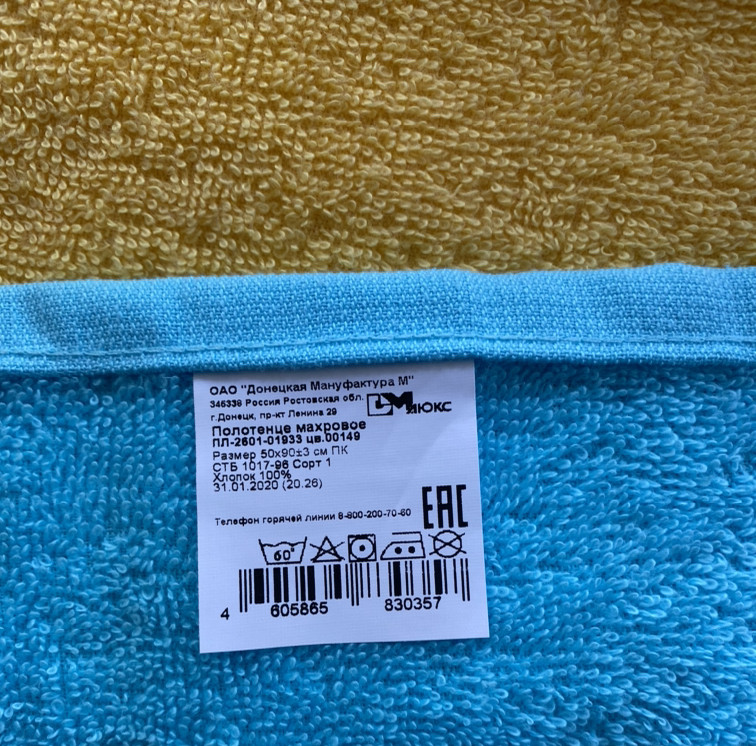 ОАО "Донецкая Мануфактура М"
346338 Россия Ростовская обл.
г.Донецк, пр-кт Ленина 29
ДМ ЛЮКС
Полотенце махровое
ПЛ-2601-01933 цв.00149
Размер 50х90±3 см ПК
СТБ 1017-96 Сорт 1
Хлопок 100%
31.01.2020 (20.26)
EAC
Телефон горячей линии 8-800-200-70-60
60°
4 605865 830357